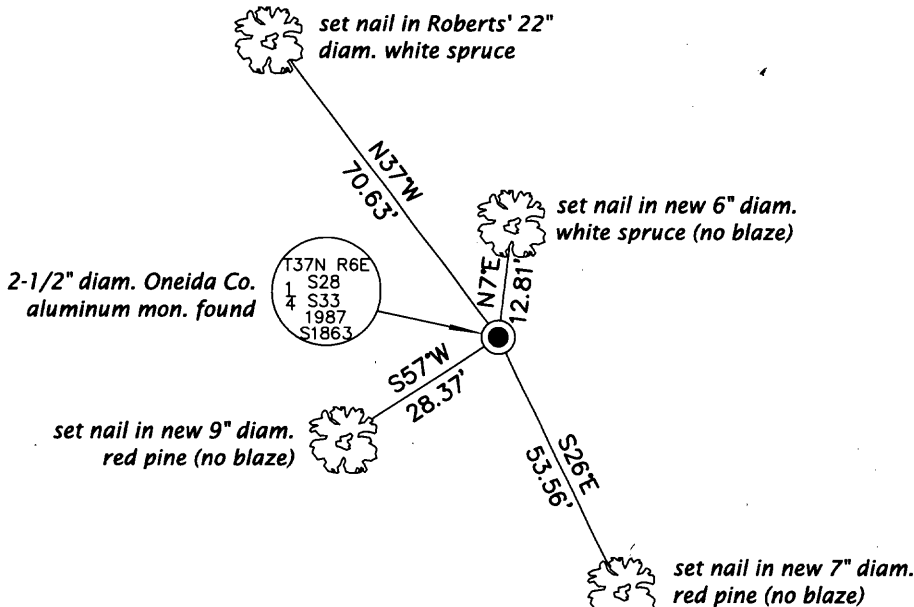 set nail in Roberts' 22"
diam. white spruce
N37°W
70.63'
set nail in new 6" diam.
white spruce (no blaze)
N7°E
12.81'
2-1/2" diam. Oneida Co.
aluminum mon. found
T37N R6E
1/4 S28
S33
1987
S1863
S57°W
28.37'
set nail in new 9" diam.
red pine (no blaze)
S26°E
53.56'
set nail in new 7" diam.
red pine (no blaze)